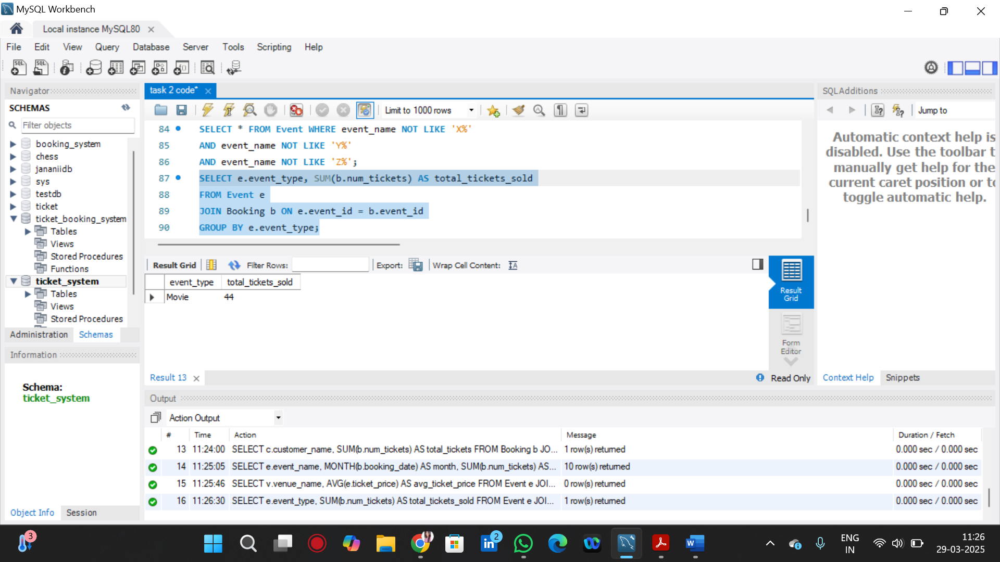 MySQL Workbench
Local instance MySQL80
File Edit View Query Database Server Tools Scripting Help
Navigator
SCHEMAS
Filter objects
booking_system
chess
jananiidb
sys
testdb
ticket
ticket_booking_system
Tables
Views
Stored Procedures
Functions
ticket_system
Tables
Views
Stored Procedures
Administration Schemas
Information
Schema:
ticket_system
Object Info Session
task 2 code*
Limit to 1000 rows
84 SELECT * FROM Event WHERE event_name NOT LIKE 'X%'
85 AND event_name NOT LIKE 'Y%'
86 AND event_name NOT LIKE 'Z%';
87 SELECT e.event_type, SUM(b.num_tickets) AS total_tickets_sold
88 FROM Event e
89 JOIN Booking b ON e.event_id = b.event_id
90 GROUP BY e.event_type;
Result Grid Filter Rows: Export: Wrap Cell Content:
event_type total_tickets_sold
Movie 44
Result Grid
Form Editor
Result 13
Read Only
SQLAdditions
Jump to
Automatic context help is
disabled. Use the toolbar t
manually get help for the
current caret position or to
toggle automatic help.
Context Help Snippets
Output
Action Output
# Time Action Message Duration / Fetch
13 11:24:00 SELECT c.customer_name, SUM(b.num_tickets) AS total_tickets FROM Booking b JO... 1 row(s) returned 0.000 sec / 0.000 sec
14 11:25:05 SELECT e.event_name, MONTH(b.booking_date) AS month, SUM(b.num_tickets) AS... 10 row(s) returned 0.000 sec / 0.000 sec
15 11:25:46 SELECT v.venue_name, AVG(e.ticket_price) AS avg_ticket_price FROM Event e JOI... 0 row(s) returned 0.000 sec / 0.000 sec
16 11:26:30 SELECT e.event_type, SUM(b.num_tickets) AS total_tickets_sold FROM Event e JOI... 1 row(s) returned 0.000 sec / 0.000 sec
3
2
ENG
IN
11:26
29-03-2025